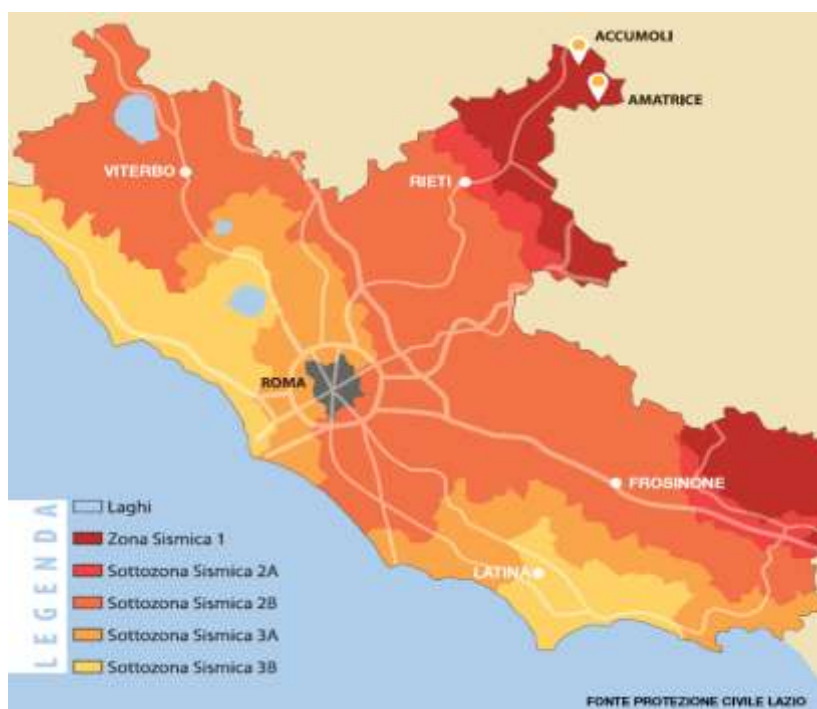 ACCUMOLI
AMATRICE
VITERBO
RIETI
ROMA
FROSINONE
LATINA
LEGENDA
Laghi
Zona Sismica 1
Sottozona Sismica 2A
Sottozona Sismica 2B
Sottozona Sismica 3A
Sottozona Sismica 3B
FONTE PROTEZIONE CIVILE LAZIO